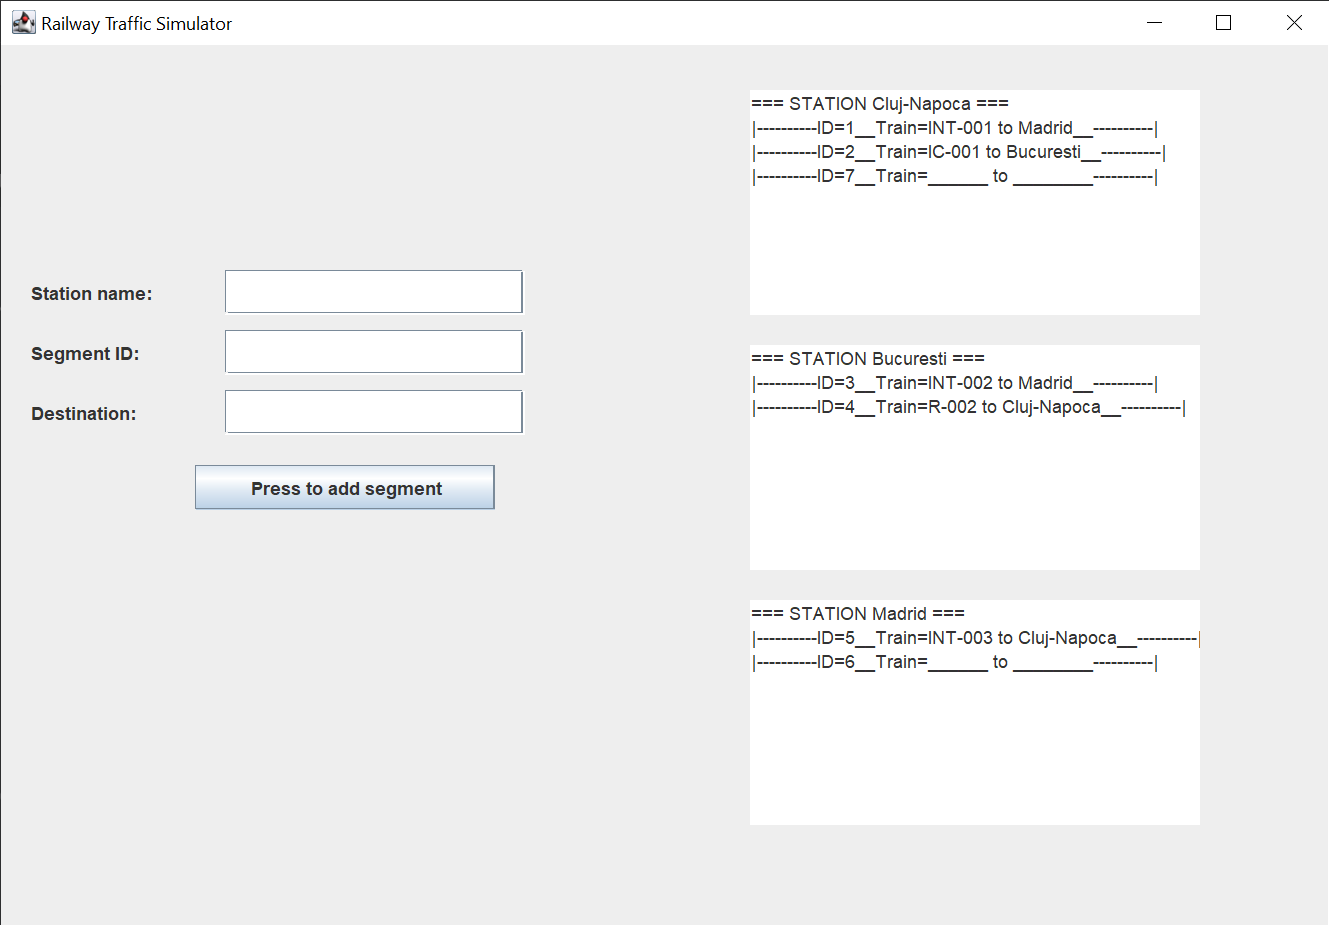 Railway Traffic Simulator
Station name:
Segment ID:
Destination:
Press to add segment
=== STATION Cluj-Napoca ===
|----------ID=1__Train=INT-001 to Madrid__----------|
|----------ID=2__Train=IC-001 to Bucuresti__----------|
|----------ID=7__Train=______ to ________----------|
=== STATION Bucuresti ===
|----------ID=3__Train=INT-002 to Madrid__----------|
|----------ID=4__Train=R-002 to Cluj-Napoca__----------|
=== STATION Madrid ===
|----------ID=5__Train=INT-003 to Cluj-Napoca__----------|
|----------ID=6__Train=______ to ________----------|